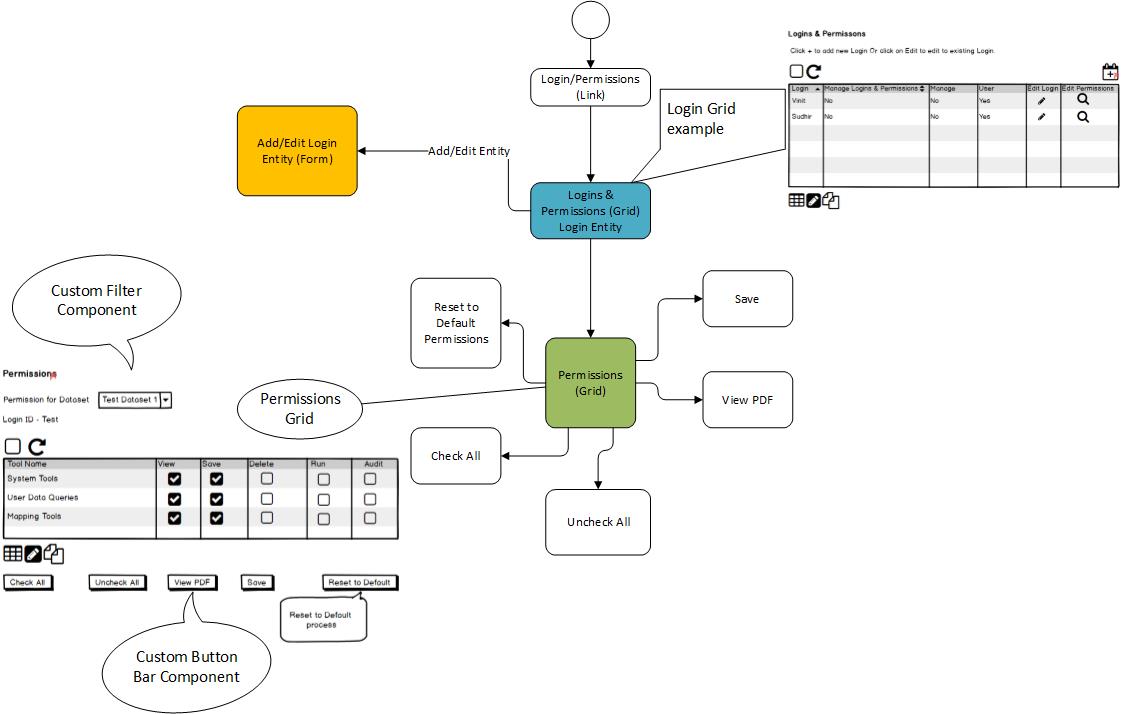 Login/Permissions
(Link)
Logins & Permissons
Click + to add new Login Or click on Edit to edit to existing Login.
Login Manage Logins & Permissions Manage User Edit Login Edit Permissions
Vinit No No Yes
Sudhir No No Yes
Login Grid
example
Add/Edit Login
Entity (Form)
Add/Edit Entity
Logins &
Permissions (Grid)
Login Entity
Custom Filter
Component
Reset to
Default
Permissions
Save
Permissions
(Grid)
View PDF
Permissions
Grid
Check All
Uncheck All
Permissions
Permission for Dataset Test Dataset 1
Login ID - Test
Tool Name View Save Delete Run Audit
System Tools
User Data Queries
Mapping Tools
Check All Uncheck All View PDF Save Reset to Default
Reset to Default
process
Custom Button
Bar Component